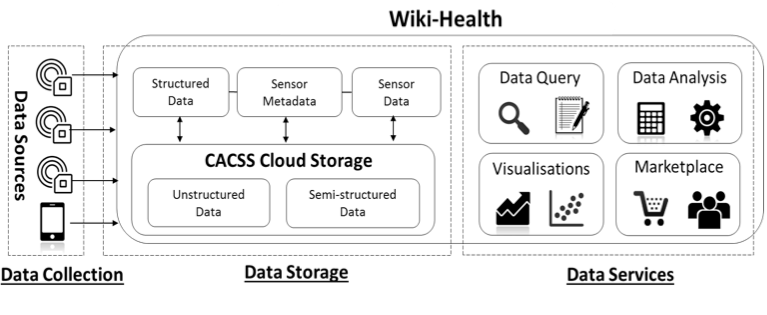 Wiki-Health
Data Sources
Structured
Data
Sensor
Metadata
Sensor
Data
CACSS Cloud Storage
Unstructured
Data
Semi-structured
Data
Data Query
Data Analysis
Visualisations
Marketplace
Data Collection
Data Storage
Data Services